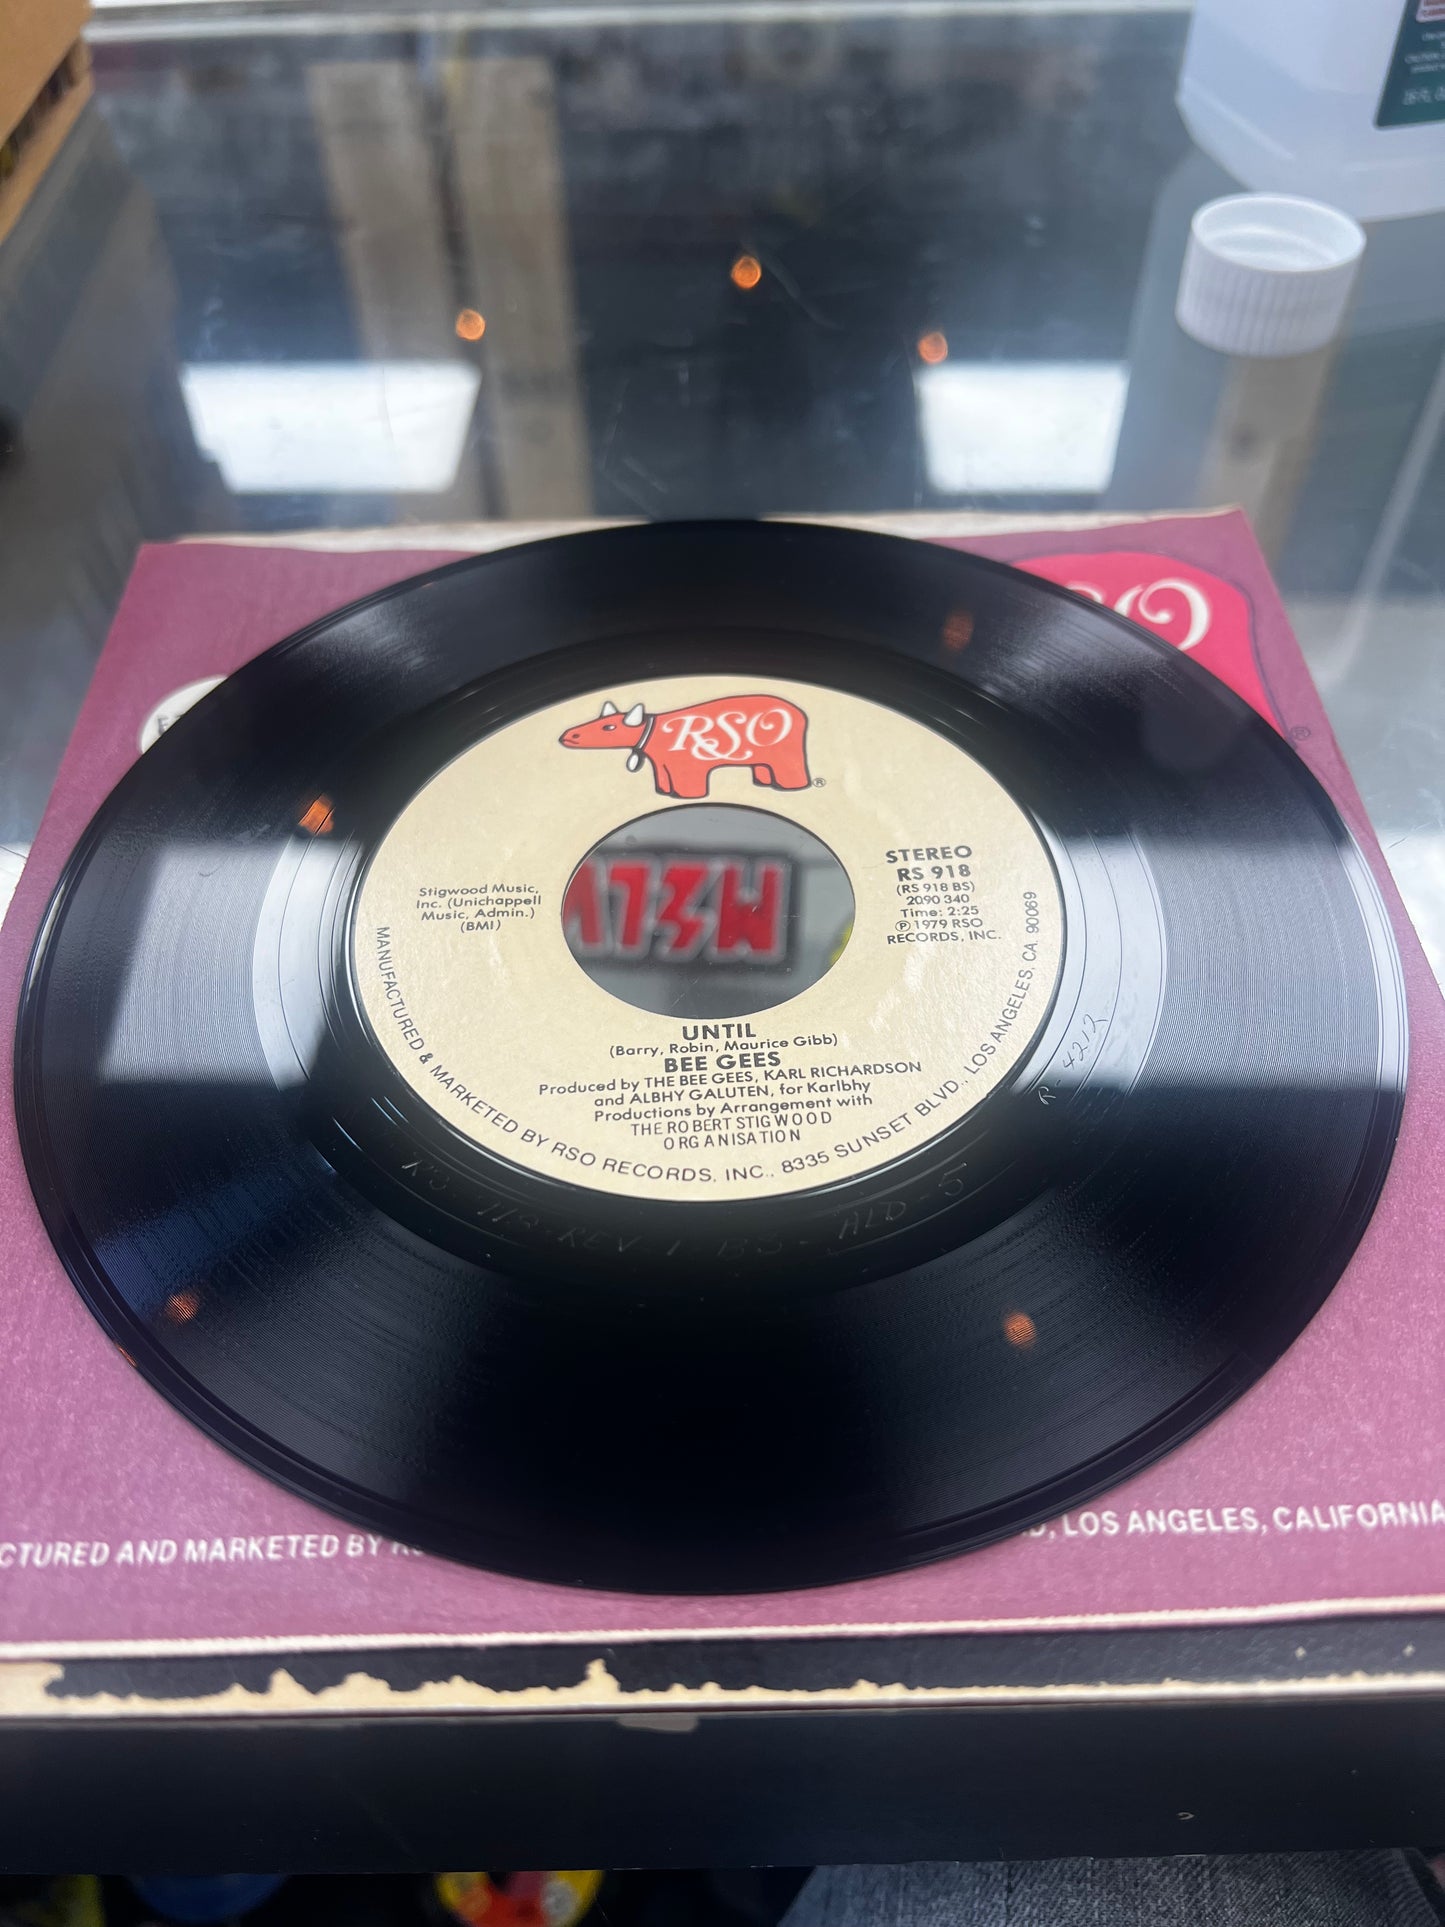 RSO
®
STEREO
RS 918
(RS 918 BS)
2090 340
Time: 2:25
Ⓟ 1979 RSO
RECORDS, INC.
Stigwood Music,
Inc. (Unichappell
Music, Admin.)
(BMI)
UNTIL
(Barry, Robin, Maurice Gibb)
BEE GEES
Produced by THE BEE GEES, KARL RICHARDSON
and ALBHY GALUTEN, for Karlbhy
Productions by Arrangement with
THE ROBERT STIGWOOD
ORGANISATION
MANUFACTURED & MARKETED BY RSO RECORDS, INC., 8335 SUNSET BLVD., LOS ANGELES, CA. 90069
R-4212
ALD-5
®
CTURED AND MARKETED BY
LOS ANGELES, CALIFORNIA